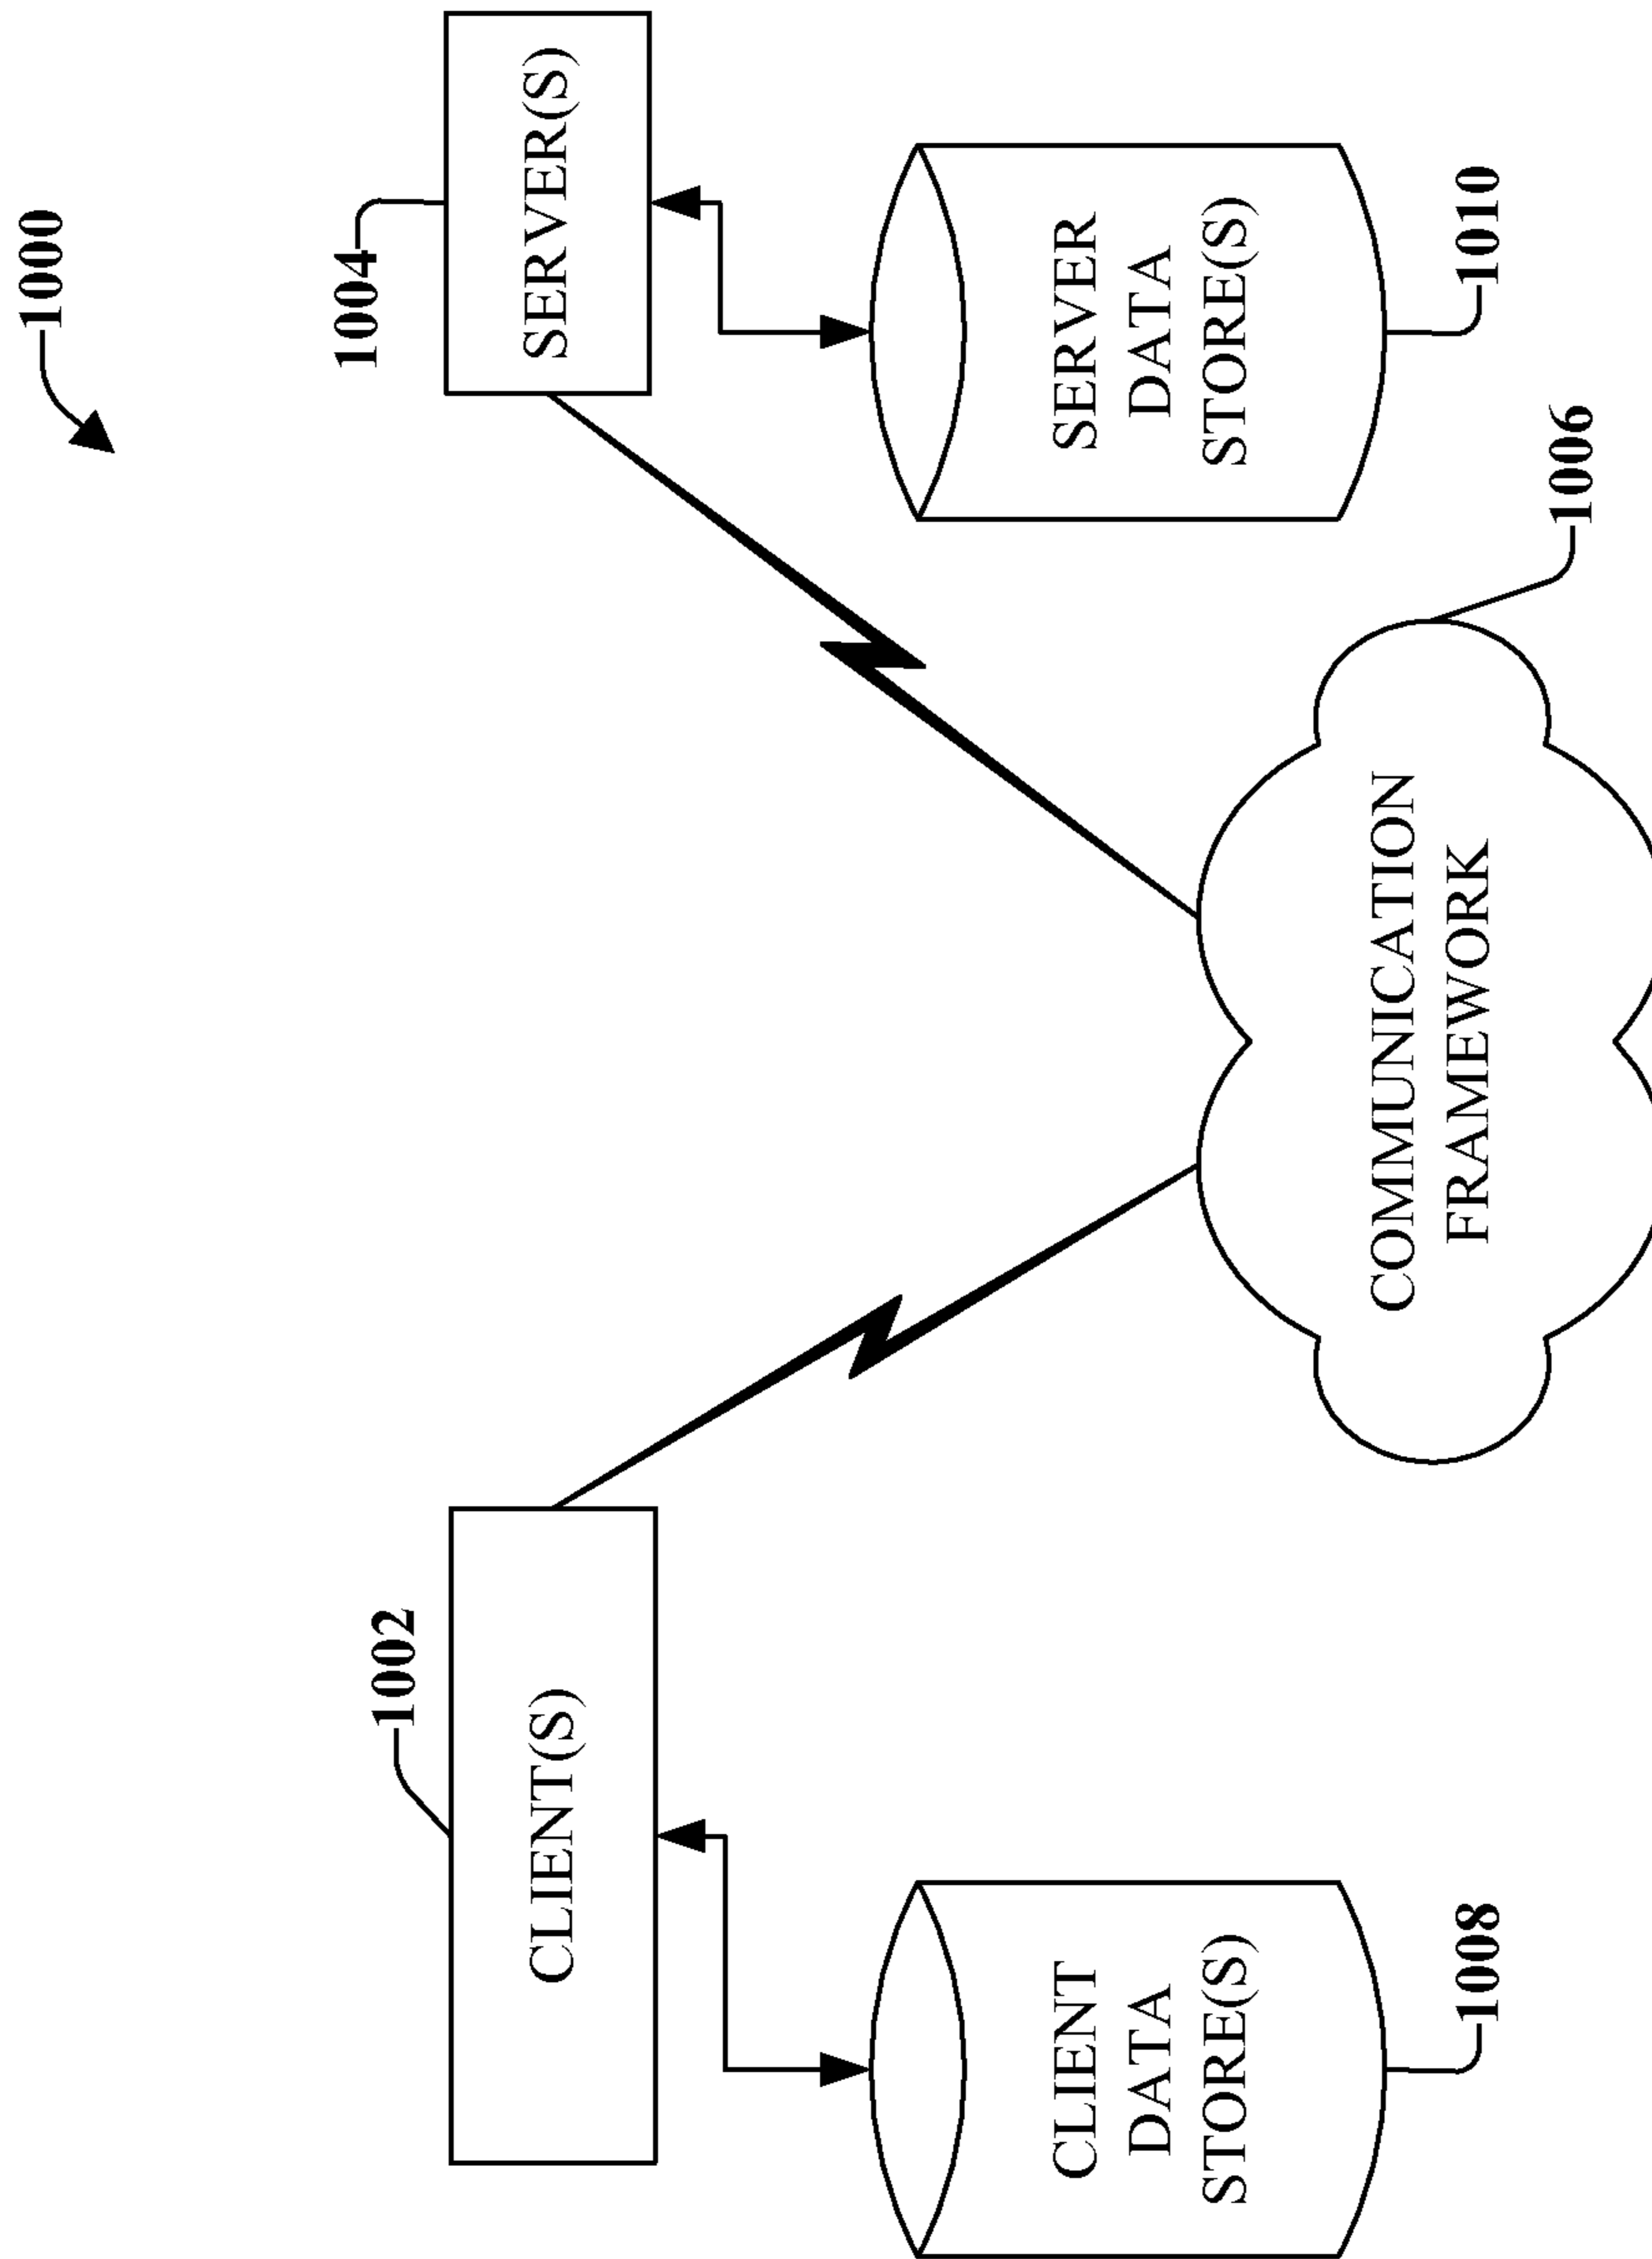 1000
1002
1004
CLIENT(S)
SERVER(S)
CLIENT
DATA
STORE(S)
SERVER
DATA
STORE(S)
COMMUNICATION
FRAMEWORK
1008
1010
1006